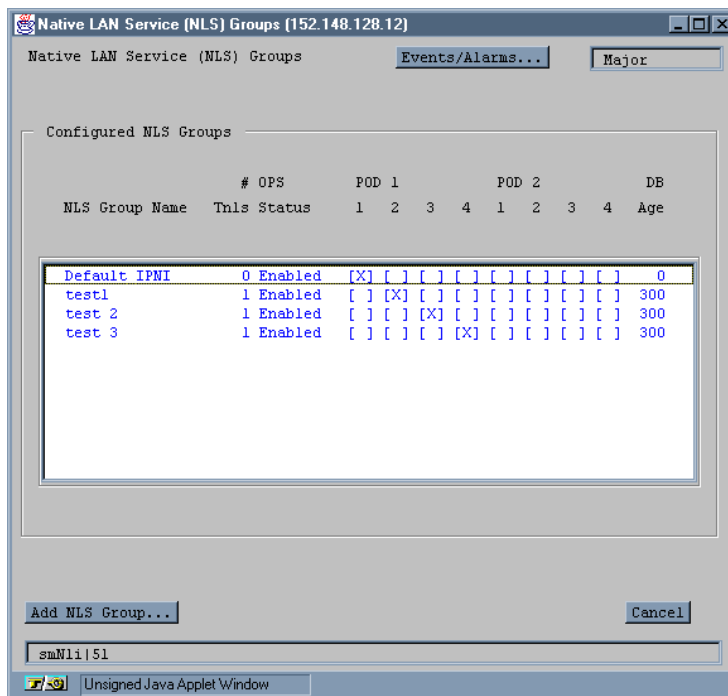 Native LAN Service (NLS) Groups (152.148.128.12)
Native LAN Service (NLS) Groups Events/Alarms... Major
Configured NLS Groups
# OPS POD 1 POD 2 DB
NLS Group Name Tnls Status 1 2 3 4 1 2 3 4 Age
Default IPNI 0 Enabled [X] [ ] [ ] [ ] [ ] [ ] [ ] [ ] 0
test1 1 Enabled [ ] [X] [ ] [ ] [ ] [ ] [ ] [ ] 300
test 2 1 Enabled [ ] [ ] [X] [ ] [ ] [ ] [ ] [ ] 300
test 3 1 Enabled [ ] [ ] [ ] [X] [ ] [ ] [ ] [ ] 300
Add NLS Group... Cancel
smNli|51
Unsigned Java Applet Window